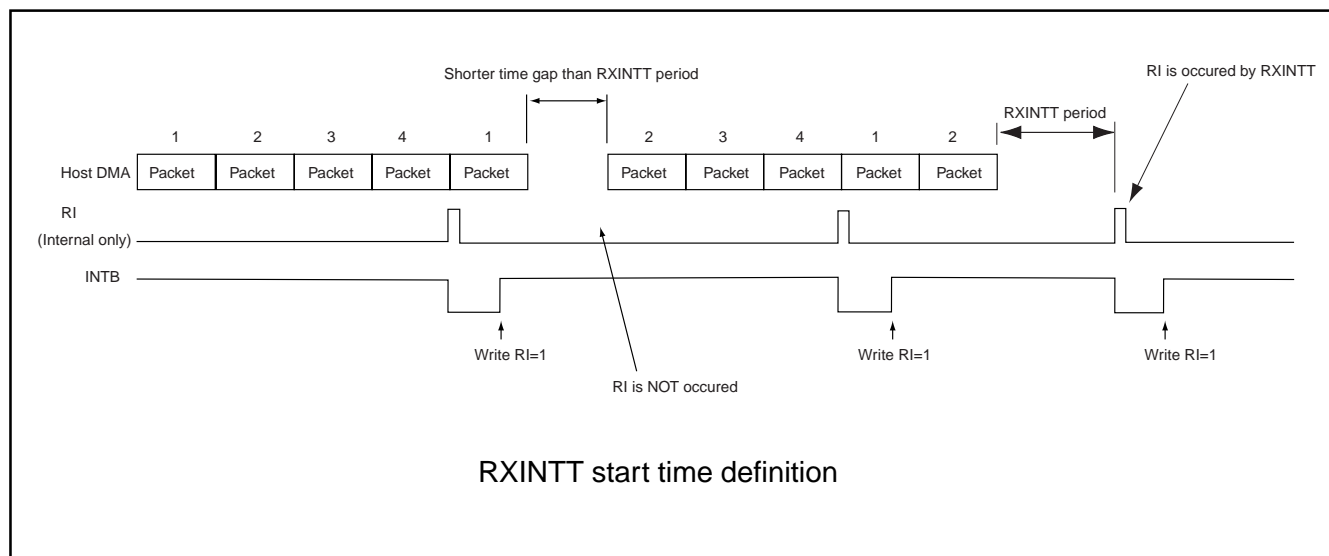 Shorter time gap than RXINTT period
RI is occured by RXINTT
RXINTT period
1 2 3 4 1 2 3 4 1 2
Host DMA Packet Packet Packet Packet Packet Packet Packet Packet Packet Packet
RI
(Internal only)
INTB
Write RI=1 Write RI=1 Write RI=1
RI is NOT occured
RXINTT start time definition